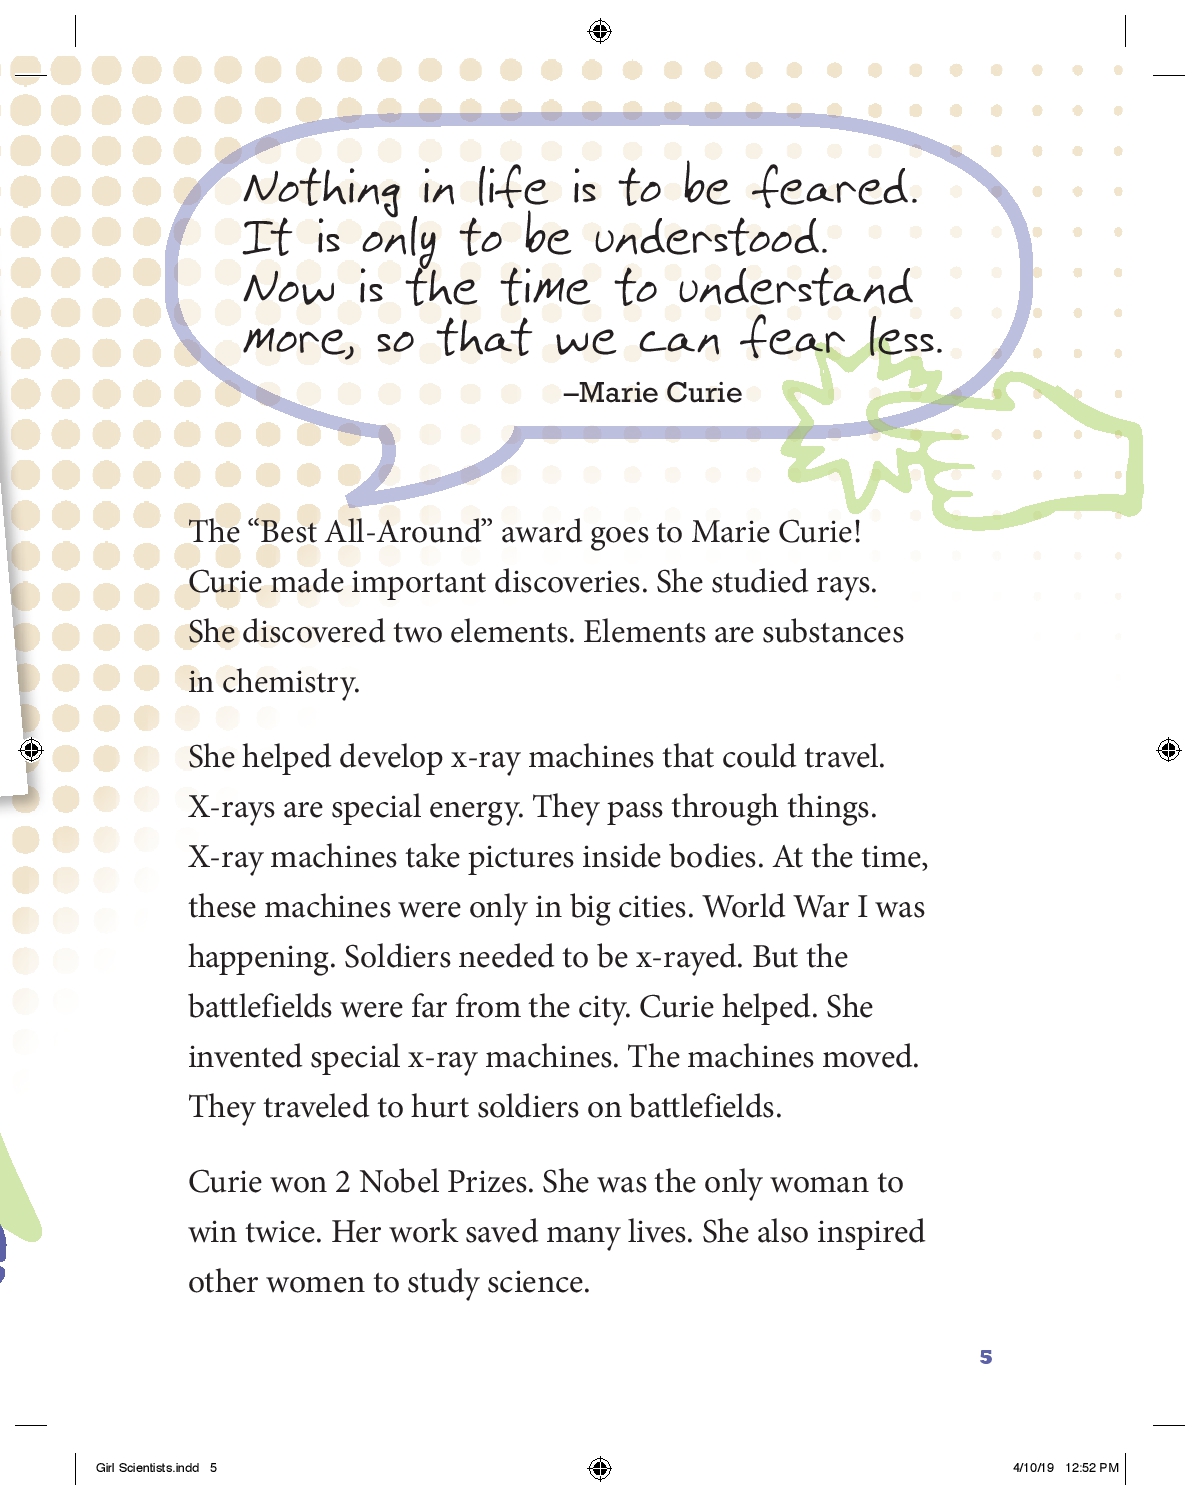 Nothing in life is to be feared.
It is only to be understood.
Now is the time to understand
more, so that we can fear less.
–Marie Curie
The “Best All-Around” award goes to Marie Curie!
Curie made important discoveries. She studied rays.
She discovered two elements. Elements are substances
in chemistry.
She helped develop x-ray machines that could travel.
X-rays are special energy. They pass through things.
X-ray machines take pictures inside bodies. At the time,
these machines were only in big cities. World War I was
happening. Soldiers needed to be x-rayed. But the
battlefields were far from the city. Curie helped. She
invented special x-ray machines. The machines moved.
They traveled to hurt soldiers on battlefields.
Curie won 2 Nobel Prizes. She was the only woman to
win twice. Her work saved many lives. She also inspired
other women to study science.
5
Girl Scientists.indd 5
4/10/19 12:52 PM